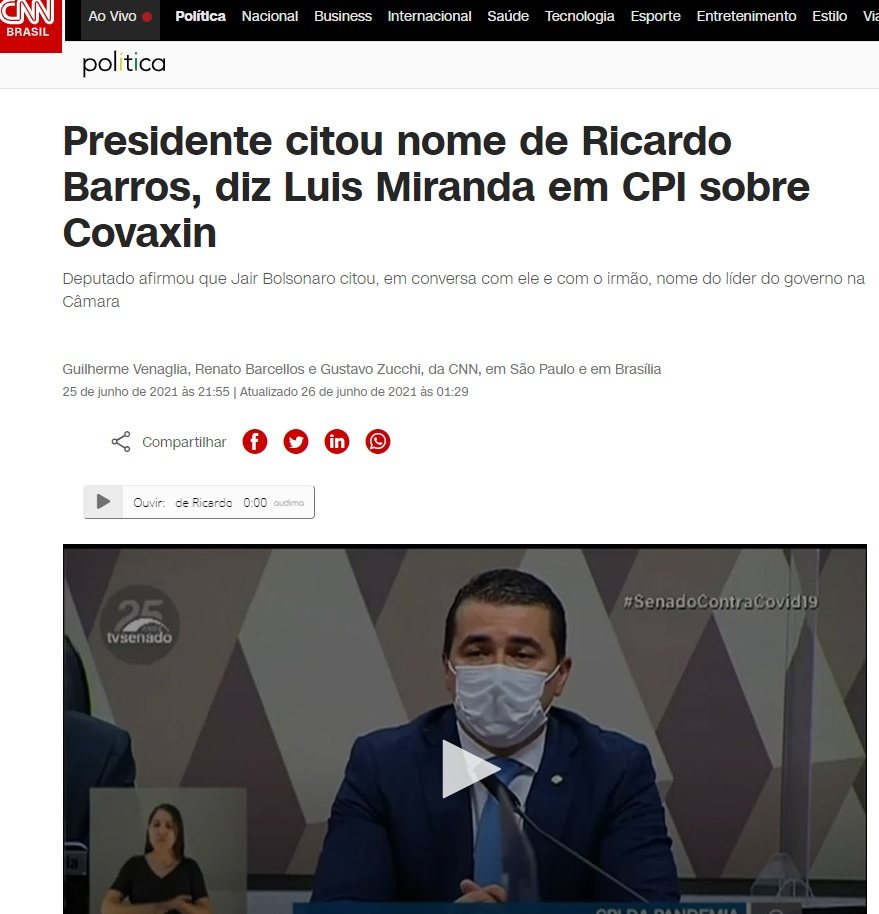 CNN
BRASIL
Ao Vivo
Política Nacional Business Internacional Saúde Tecnologia Esporte Entretenimento Estilo
política
Presidente citou nome de Ricardo
Barros, diz Luis Miranda em CPI sobre
Covaxin
Deputado afirmou que Jair Bolsonaro citou, em conversa com ele e com o irmão, nome do líder do governo na
Câmara
Guilherme Venaglia, Renato Barcellos e Gustavo Zucchi, da CNN, em São Paulo e em Brasília
25 de junho de 2021 às 21:55 | Atualizado 26 de junho de 2021 às 01:29
Compartilhar
Ouvir: de Ricardo 0:00 audima
25
ANOS
tvsenado
#SenadoContraCovid19
CPI DA PANDEMIA